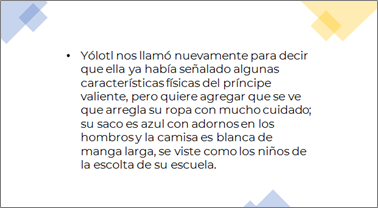 • Yólotl nos llamó nuevamente para decir
que ella ya había señalado algunas
características físicas del príncipe
valiente, pero quiere agregar que se ve
que arregla su ropa con mucho cuidado;
su saco es azul con adornos en los
hombros y la camisa es blanca de
manga larga, se viste como los niños de
la escolta de su escuela.